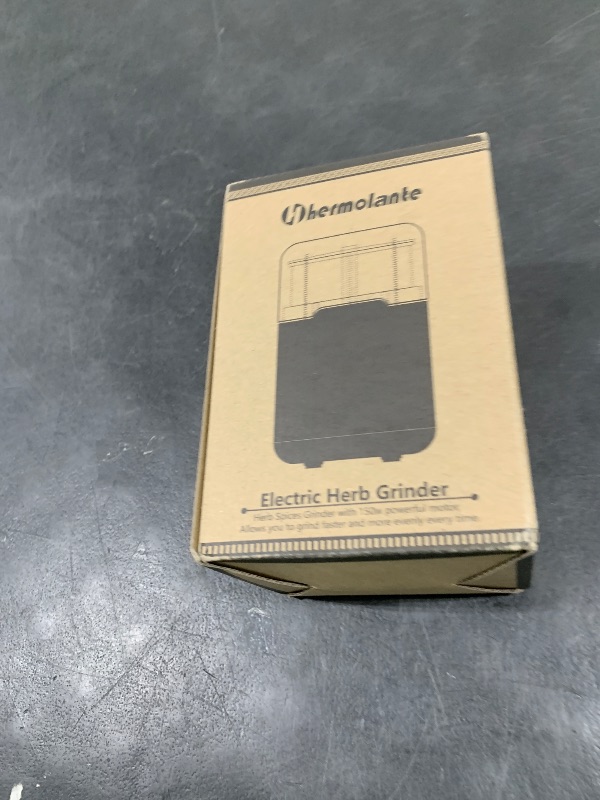 Hhermolante
Electric Herb Grinder
Herb Spices Grinder with 150w powerful motor.
Allows you to grind faster and more evenly every time.